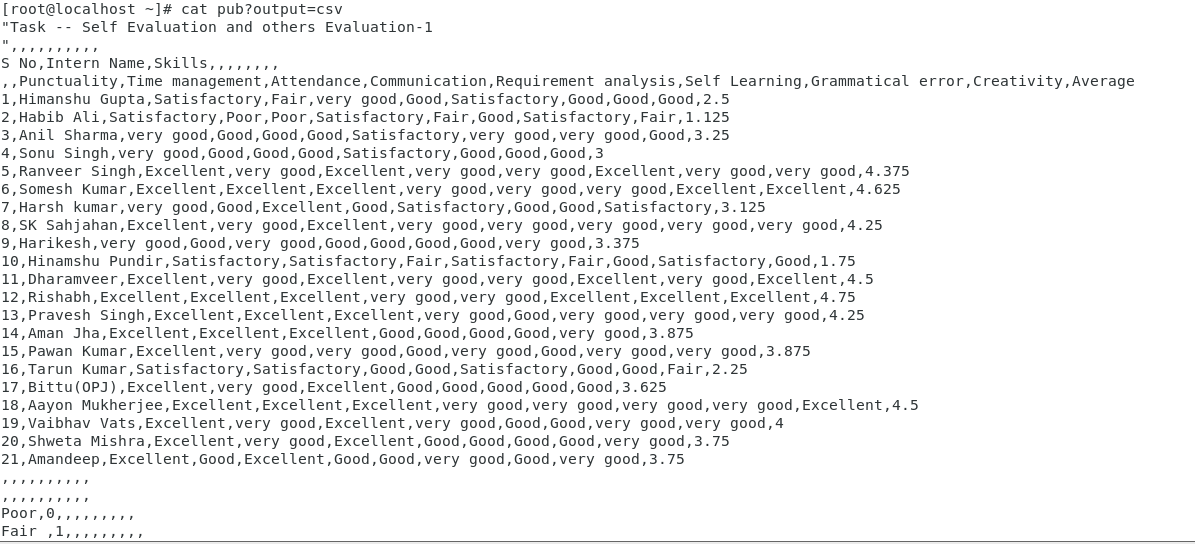 [root@localhost ~]# cat pub?output=csv
"Task -- Self Evaluation and others Evaluation-1
",,,,,,,,,,
S No,Intern Name,Skills,,,,,,,,
,,Punctuality,Time management,Attendance,Communication,Requirement analysis,Self Learning,Grammatical error,Creativity,Average
1,Himanshu Gupta,Satisfactory,Fair,very good,Good,Satisfactory,Good,Good,Good,2.5
2,Habib Ali,Satisfactory,Poor,Poor,Satisfactory,Fair,Good,Satisfactory,Fair,1.125
3,Anil Sharma,very good,Good,Good,Good,Satisfactory,very good,very good,Good,3.25
4,Sonu Singh,very good,Good,Good,Good,Satisfactory,Good,Good,Good,3
5,Ranveer Singh,Excellent,very good,Excellent,very good,very good,Excellent,very good,very good,4.375
6,Somesh Kumar,Excellent,Excellent,Excellent,very good,very good,very good,Excellent,Excellent,4.625
7,Harsh kumar,very good,Good,Excellent,Good,Satisfactory,Good,Good,Satisfactory,3.125
8,SK Sahjahan,Excellent,very good,Excellent,very good,very good,very good,very good,very good,4.25
9,Harikesh,very good,Good,very good,Good,Good,Good,Good,very good,3.375
10,Hinamshu Pundir,Satisfactory,Satisfactory,Fair,Satisfactory,Fair,Good,Satisfactory,Good,1.75
11,Dharamveer,Excellent,very good,Excellent,very good,very good,Excellent,very good,Excellent,4.5
12,Rishabh,Excellent,Excellent,Excellent,very good,very good,Excellent,Excellent,Excellent,4.75
13,Pravesh Singh,Excellent,Excellent,Excellent,very good,Good,very good,very good,very good,4.25
14,Aman Jha,Excellent,Excellent,Excellent,Good,Good,Good,Good,very good,3.875
15,Pawan Kumar,Excellent,very good,very good,Good,very good,Good,very good,very good,3.875
16,Tarun Kumar,Satisfactory,Satisfactory,Good,Good,Satisfactory,Good,Good,Fair,2.25
17,Bittu(OPJ),Excellent,very good,Excellent,Good,Good,Good,Good,Good,3.625
18,Aayon Mukherjee,Excellent,Excellent,Excellent,very good,very good,very good,very good,Excellent,4.5
19,Vaibhav Vats,Excellent,very good,Excellent,very good,Good,Good,very good,very good,4
20,Shweta Mishra,Excellent,very good,Excellent,Good,Good,Good,Good,very good,3.75
21,Amandeep,Excellent,Good,Excellent,Good,Good,very good,Good,very good,3.75
,,,,,,,,,,
,,,,,,,,,,
Poor,0,,,,,,,,,
Fair ,1,,,,,,,,,